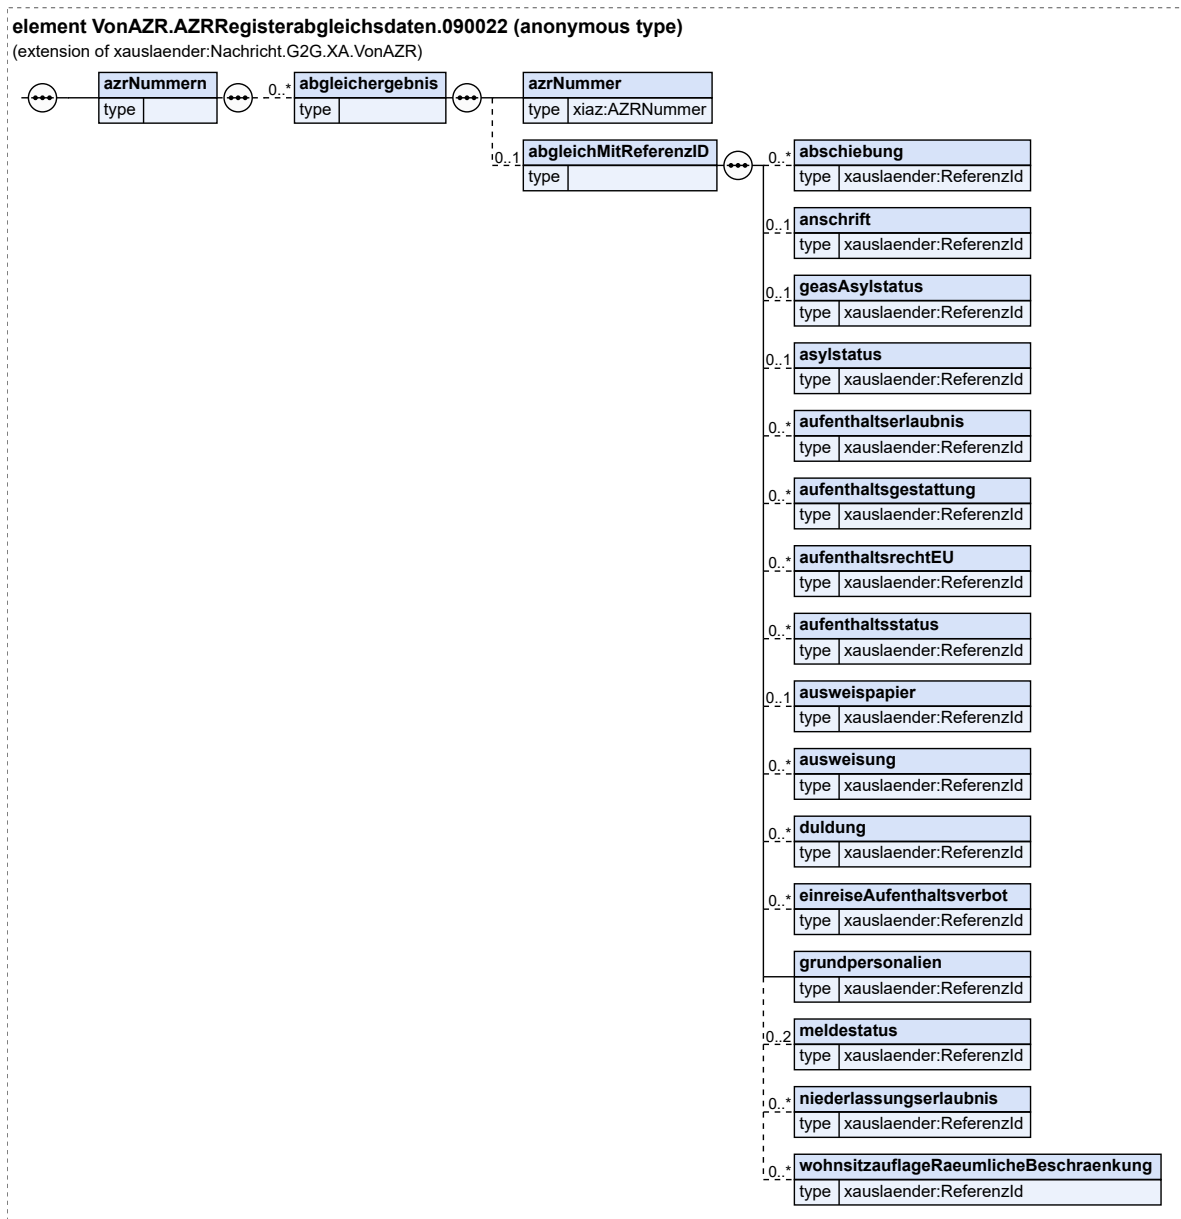 element VonAZR.AZRRegisterabgleichsdaten.090022 (anonymous type)
(extension of xauslaender:Nachricht.G2G.XA.VonAZR)
azrNummern
type
0..*
abgleichergebnis
type
azrNummer
type xiaz:AZRNummer
0..1
abgleichMitReferenzID
type
0..*
abschiebung
type xauslaender:ReferenzId
0..1
anschrift
type xauslaender:ReferenzId
0..1
geasAsylstatus
type xauslaender:ReferenzId
0..1
asylstatus
type xauslaender:ReferenzId
0..*
aufenthaltserlaubnis
type xauslaender:ReferenzId
0..*
aufenthaltsgestattung
type xauslaender:ReferenzId
0..*
aufenthaltsrechtEU
type xauslaender:ReferenzId
0..*
aufenthaltsstatus
type xauslaender:ReferenzId
0..1
ausweispapier
type xauslaender:ReferenzId
0..*
ausweisung
type xauslaender:ReferenzId
0..*
duldung
type xauslaender:ReferenzId
0..*
einreiseAufenthaltsverbot
type xauslaender:ReferenzId
grundpersonalien
type xauslaender:ReferenzId
0..2
meldestatus
type xauslaender:ReferenzId
0..*
niederlassungserlaubnis
type xauslaender:ReferenzId
0..*
wohnsitzauflageRaeumlicheBeschraenkung
type xauslaender:ReferenzId